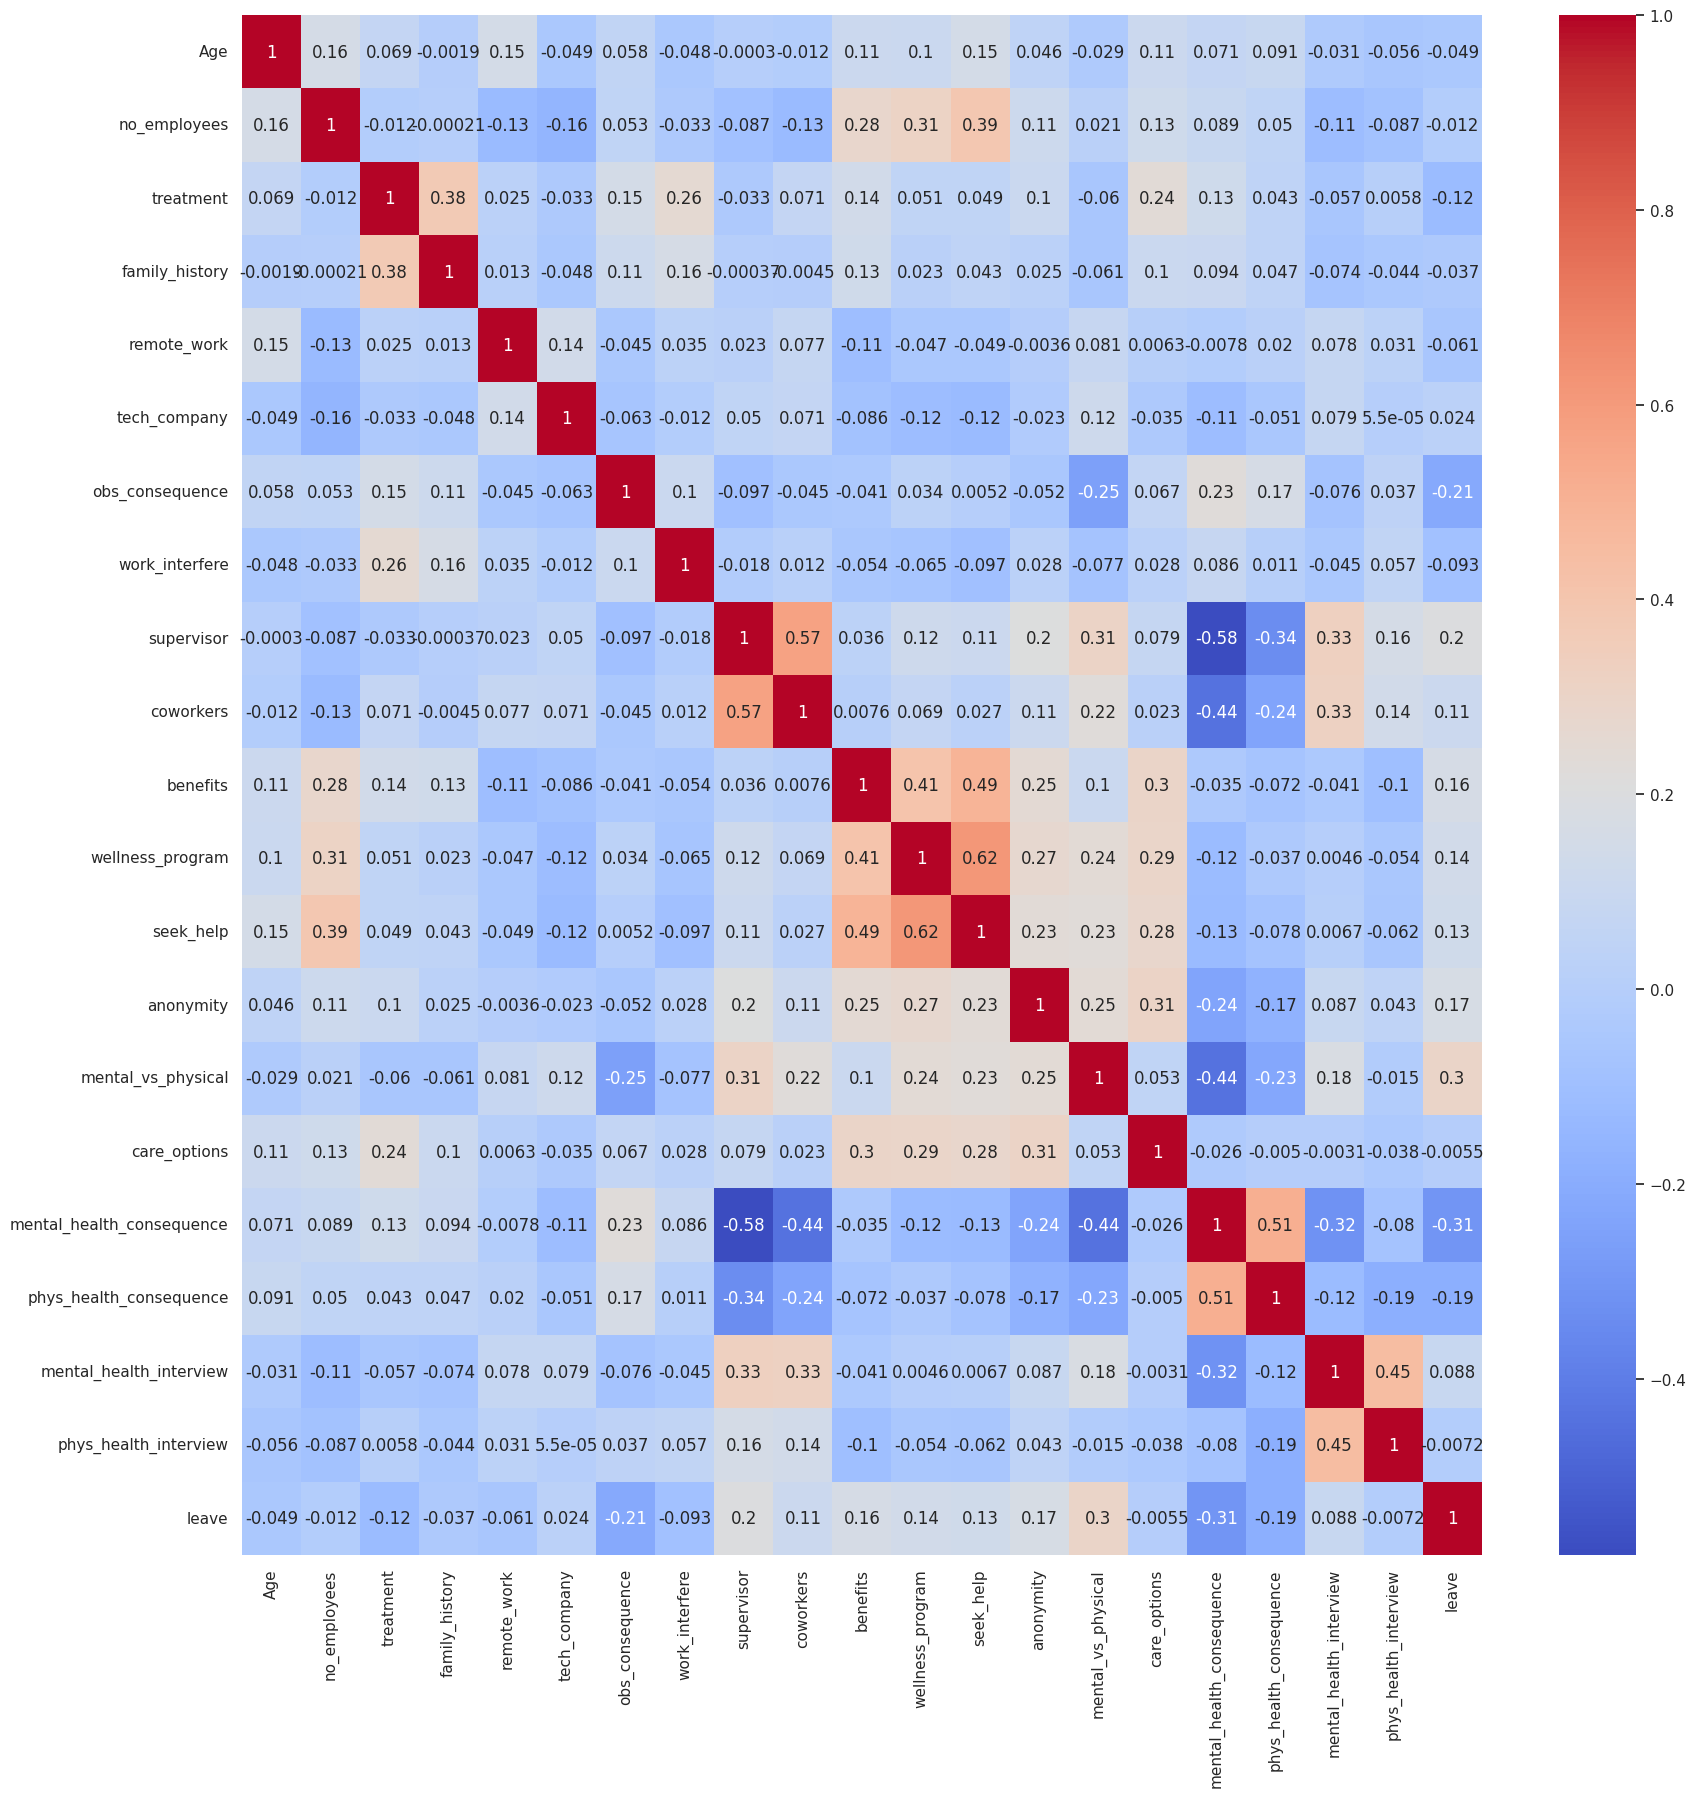 Age 1 0.16 0.069 -0.0019 0.15 -0.049 0.058 -0.048 -0.0003 -0.012 0.11 0.1 0.15 0.046 -0.029 0.11 0.071 0.091 -0.031 -0.056 -0.049
no_employees 0.16 1 -0.012 -0.00021 -0.13 -0.16 0.053 -0.033 -0.087 -0.13 0.28 0.31 0.39 0.11 0.021 0.13 0.089 0.05 -0.11 -0.087 -0.012
treatment 0.069 -0.012 1 0.38 0.025 -0.033 0.15 0.26 -0.033 0.071 0.14 0.051 0.049 0.1 -0.06 0.24 0.13 0.043 -0.057 0.0058 -0.12
family_history -0.0019 -0.00021 0.38 1 0.013 -0.048 0.11 0.16 -0.00037 -0.0045 0.13 0.023 0.043 0.025 -0.061 0.1 0.094 0.047 -0.074 -0.044 -0.037
remote_work 0.15 -0.13 0.025 0.013 1 0.14 -0.045 0.035 0.023 0.077 -0.11 -0.047 -0.049 -0.0036 0.081 0.0063 -0.0078 0.02 0.078 0.031 -0.061
tech_company -0.049 -0.16 -0.033 -0.048 0.14 1 -0.063 -0.012 0.05 0.071 -0.086 -0.12 -0.12 -0.023 0.12 -0.035 -0.11 -0.051 0.079 5.5e-05 0.024
obs_consequence 0.058 0.053 0.15 0.11 -0.045 -0.063 1 0.1 -0.097 -0.045 -0.041 0.034 0.0052 -0.052 -0.25 0.067 0.23 0.17 -0.076 0.037 -0.21
work_interfere -0.048 -0.033 0.26 0.16 0.035 -0.012 0.1 1 -0.018 0.012 -0.054 -0.065 -0.097 0.028 -0.077 0.028 0.086 0.011 -0.045 0.057 -0.093
supervisor -0.0003 -0.087 -0.033 -0.00037 0.023 0.05 -0.097 -0.018 1 0.57 0.036 0.12 0.11 0.2 0.31 0.079 -0.58 -0.34 0.33 0.16 0.2
coworkers -0.012 -0.13 0.071 -0.0045 0.077 0.071 -0.045 0.012 0.57 1 0.0076 0.069 0.027 0.11 0.22 0.023 -0.44 -0.24 0.33 0.14 0.11
benefits 0.11 0.28 0.14 0.13 -0.11 -0.086 -0.041 -0.054 0.036 0.0076 1 0.41 0.49 0.25 0.1 0.3 -0.035 -0.072 -0.041 -0.1 0.16
wellness_program 0.1 0.31 0.051 0.023 -0.047 -0.12 0.034 -0.065 0.12 0.069 0.41 1 0.62 0.27 0.24 0.29 -0.12 -0.037 0.0046 -0.054 0.14
seek_help 0.15 0.39 0.049 0.043 -0.049 -0.12 0.0052 -0.097 0.11 0.027 0.49 0.62 1 0.23 0.23 0.28 -0.13 -0.078 0.0067 -0.062 0.13
anonymity 0.046 0.11 0.1 0.025 -0.0036 -0.023 -0.052 0.028 0.2 0.11 0.25 0.27 0.23 1 0.25 0.31 -0.24 -0.17 0.087 0.043 0.17
mental_vs_physical -0.029 0.021 -0.06 -0.061 0.081 0.12 -0.25 -0.077 0.31 0.22 0.1 0.24 0.23 0.25 1 0.053 -0.44 -0.23 0.18 -0.015 0.3
care_options 0.11 0.13 0.24 0.1 0.0063 -0.035 0.067 0.028 0.079 0.023 0.3 0.29 0.28 0.31 0.053 1 -0.026 -0.005 -0.0031 -0.038 -0.0055
mental_health_consequence 0.071 0.089 0.13 0.094 -0.0078 -0.11 0.23 0.086 -0.58 -0.44 -0.035 -0.12 -0.13 -0.24 -0.44 -0.026 1 0.51 -0.32 -0.08 -0.31
phys_health_consequence 0.091 0.05 0.043 0.047 0.02 -0.051 0.17 0.011 -0.34 -0.24 -0.072 -0.037 -0.078 -0.17 -0.23 -0.005 0.51 1 -0.12 -0.19 -0.19
mental_health_interview -0.031 -0.11 -0.057 -0.074 0.078 0.079 -0.076 -0.045 0.33 0.33 -0.041 0.0046 0.0067 0.087 0.18 -0.0031 -0.32 -0.12 1 0.45 0.088
phys_health_interview -0.056 -0.087 0.0058 -0.044 0.031 5.5e-05 0.037 0.057 0.16 0.14 -0.1 -0.054 -0.062 0.043 -0.015 -0.038 -0.08 -0.19 0.45 1 -0.0072
leave -0.049 -0.012 -0.12 -0.037 -0.061 0.024 -0.21 -0.093 0.2 0.11 0.16 0.14 0.13 0.17 0.3 -0.0055 -0.31 -0.19 0.088 -0.0072 1
Age
no_employees
treatment
family_history
remote_work
tech_company
obs_consequence
work_interfere
supervisor
coworkers
benefits
wellness_program
seek_help
anonymity
mental_vs_physical
care_options
mental_health_consequence
phys_health_consequence
mental_health_interview
phys_health_interview
leave
1.0
0.8
0.6
0.4
0.2
0.0
−0.2
−0.4